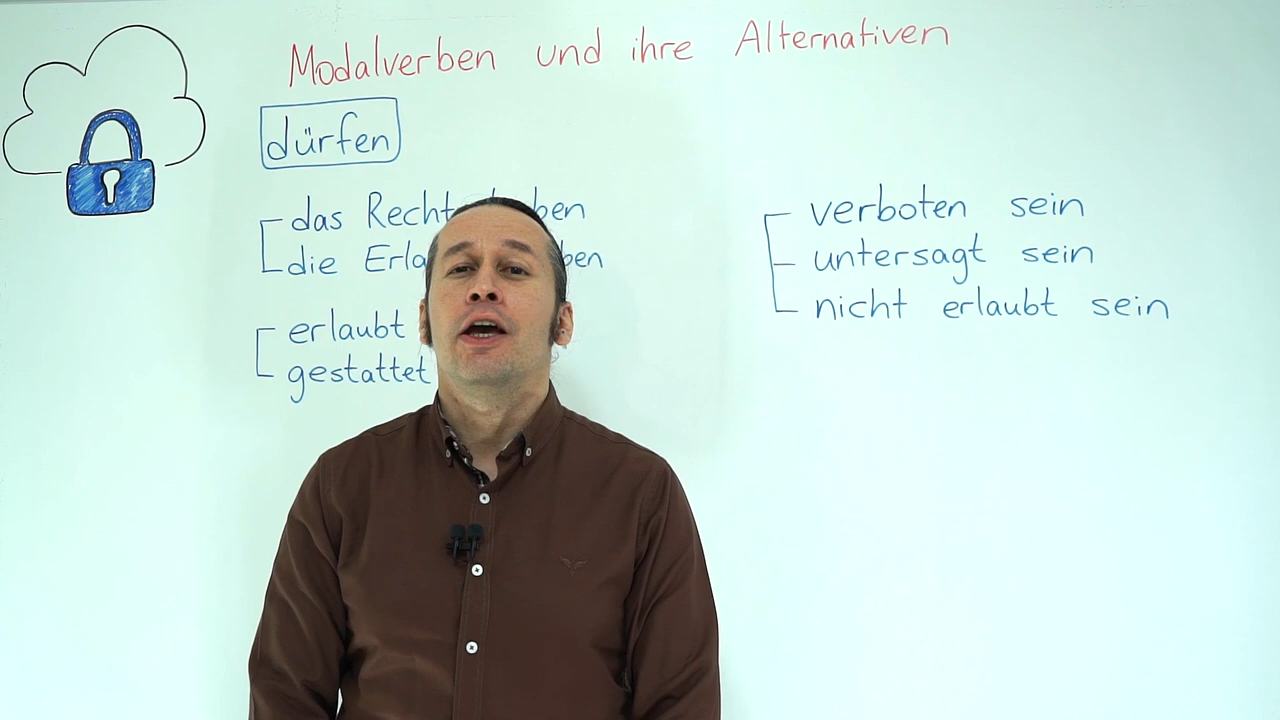 Modalverben und ihre Alternativen
dürfen
das Recht
die
erlaubt
gestattet
verboten sein
untersagt sein
nicht erlaubt sein